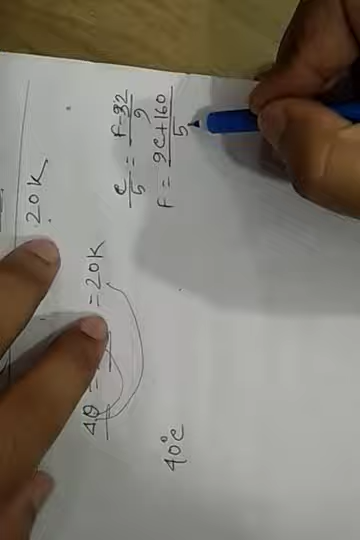 20K
40 = = 20K
C/5 = F-32/9
F = 9C+160/5
40°C